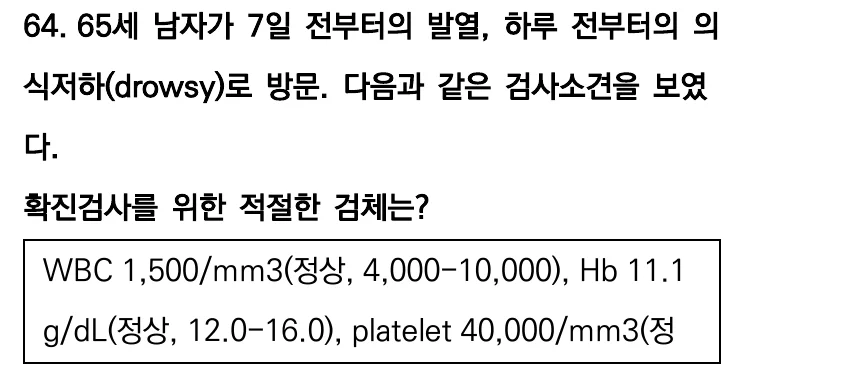 64. 65세 남자가 7일 전부터의 발열, 하루 전부터의 의
식저하(drowsy)로 방문. 다음과 같은 검사소견을 보였
다.
확진검사를 위한 적절한 검체는?
WBC 1,500/mm3(정상, 4,000-10,000), Hb 11.1
g/dL(정상, 12.0-16.0), platelet 40,000/mm3(정